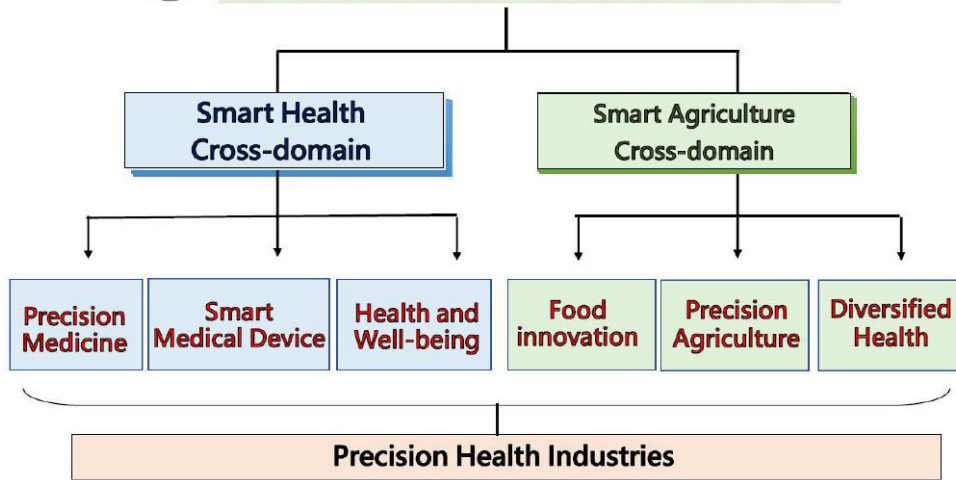 Smart Health
Cross-domain
Smart Agriculture
Cross-domain
Precision
Medicine
Smart
Medical Device
Health and
Well-being
Food
innovation
Precision
Agriculture
Diversified
Health
Precision Health Industries